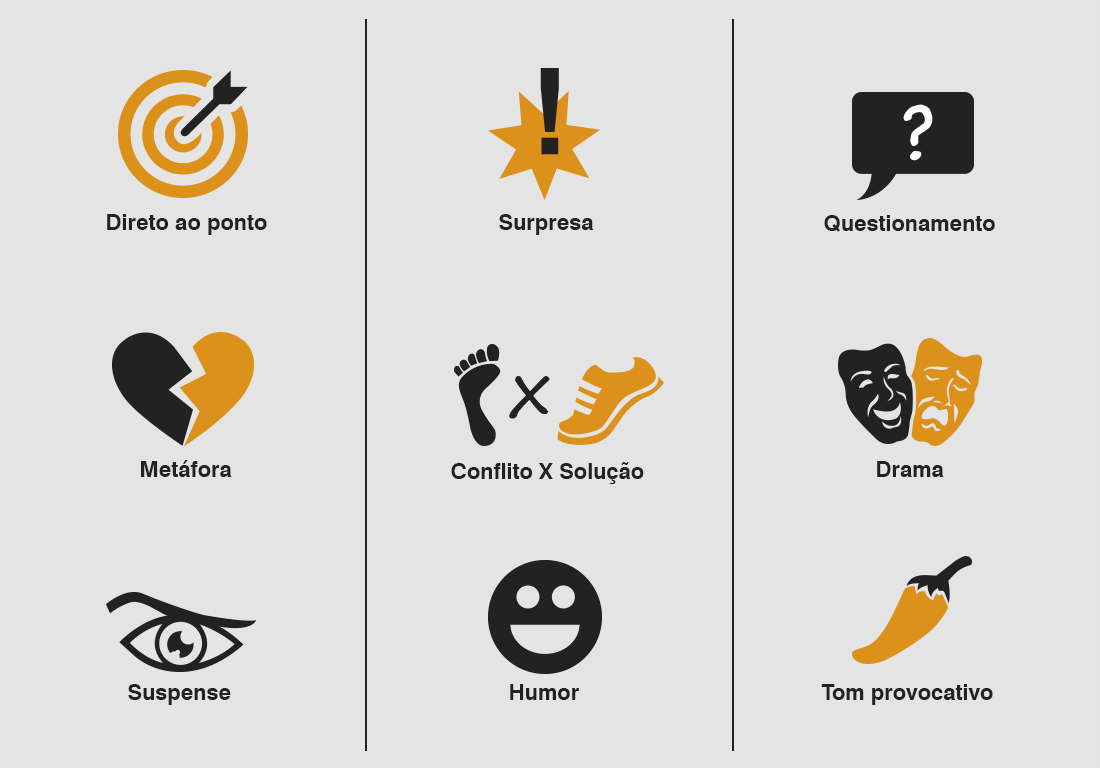 Direto ao ponto
Surpresa
Questionamento
Metáfora
Conflito X Solução
Drama
Suspense
Humor
Tom provocativo